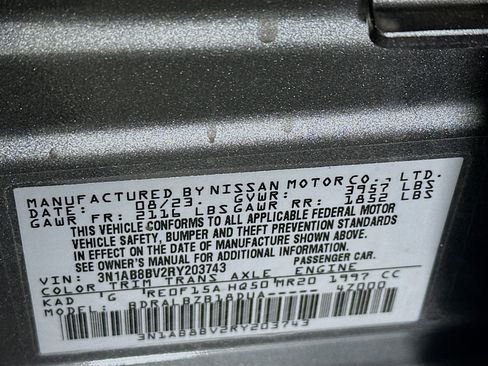 MANUFACTURED BY NISSAN MOTOR CO., LTD.
DATE: 08/23. GVWR: 3957 LBS
GAWR FR: 2116 LBS GAWR RR: 1852 LBS
THIS VEHICLE CONFORMS TO ALL APPLICABLE FEDERAL MOTOR
VEHICLE SAFETY, BUMPER AND THEFT PREVENTION STANDARDS
IN EFFECT ON THE DATE OF MANUFACTURE SHOWN ABOVE.
SEE OWNER'S MANUAL. PASSENGER CAR.
VIN: 3N1AB8BV2RY203743
COLOR TRIM TRANS AXLE ENGINE
KAD G RE0F15A HQ50 MR20 1997 CC
MODEL: BDRALBZB18DUA----- 47000
3N1AB8BV2RY203743